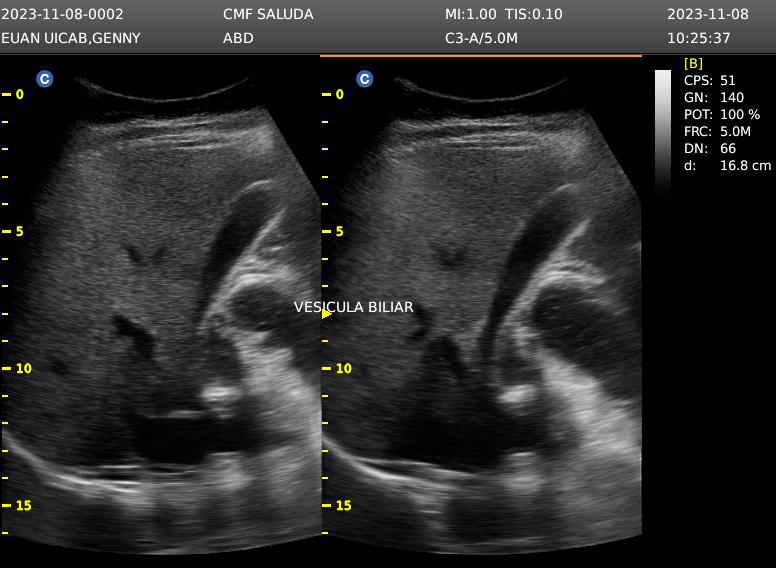 2023-11-08-0002 CMF SALUDA MI:1.00 TIS:0.10 2023-11-08
EUAN UICAB,GENNY ABD C3-A/5.0M 10:25:37
[B]
CPS: 51
GN: 140
POT: 100 %
FRC: 5.0M
DN: 66
d: 16.8 cm
C C
0 0
5 5
VESICULA BILIAR
10 10
15 15